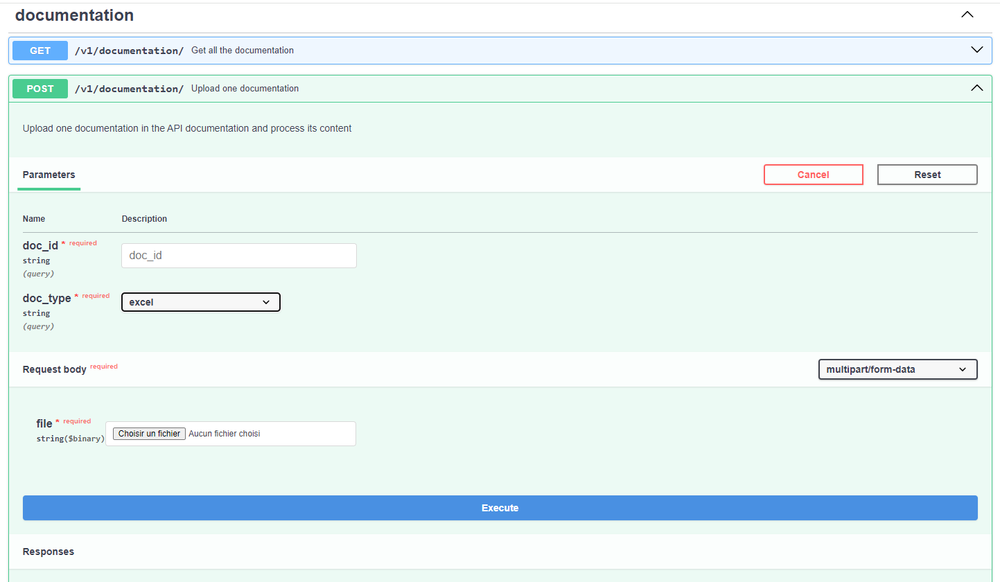 documentation
GET /v1/documentation/ Get all the documentation
POST /v1/documentation/ Upload one documentation
Upload one documentation in the API documentation and process its content
Parameters Cancel Reset
Name Description
doc_id * required
string
(query)
doc_id
doc_type * required
string
(query)
excel
Request body required multipart/form-data
file * required
string($binary)
Choisir un fichier Aucun fichier choisi
Execute
Responses